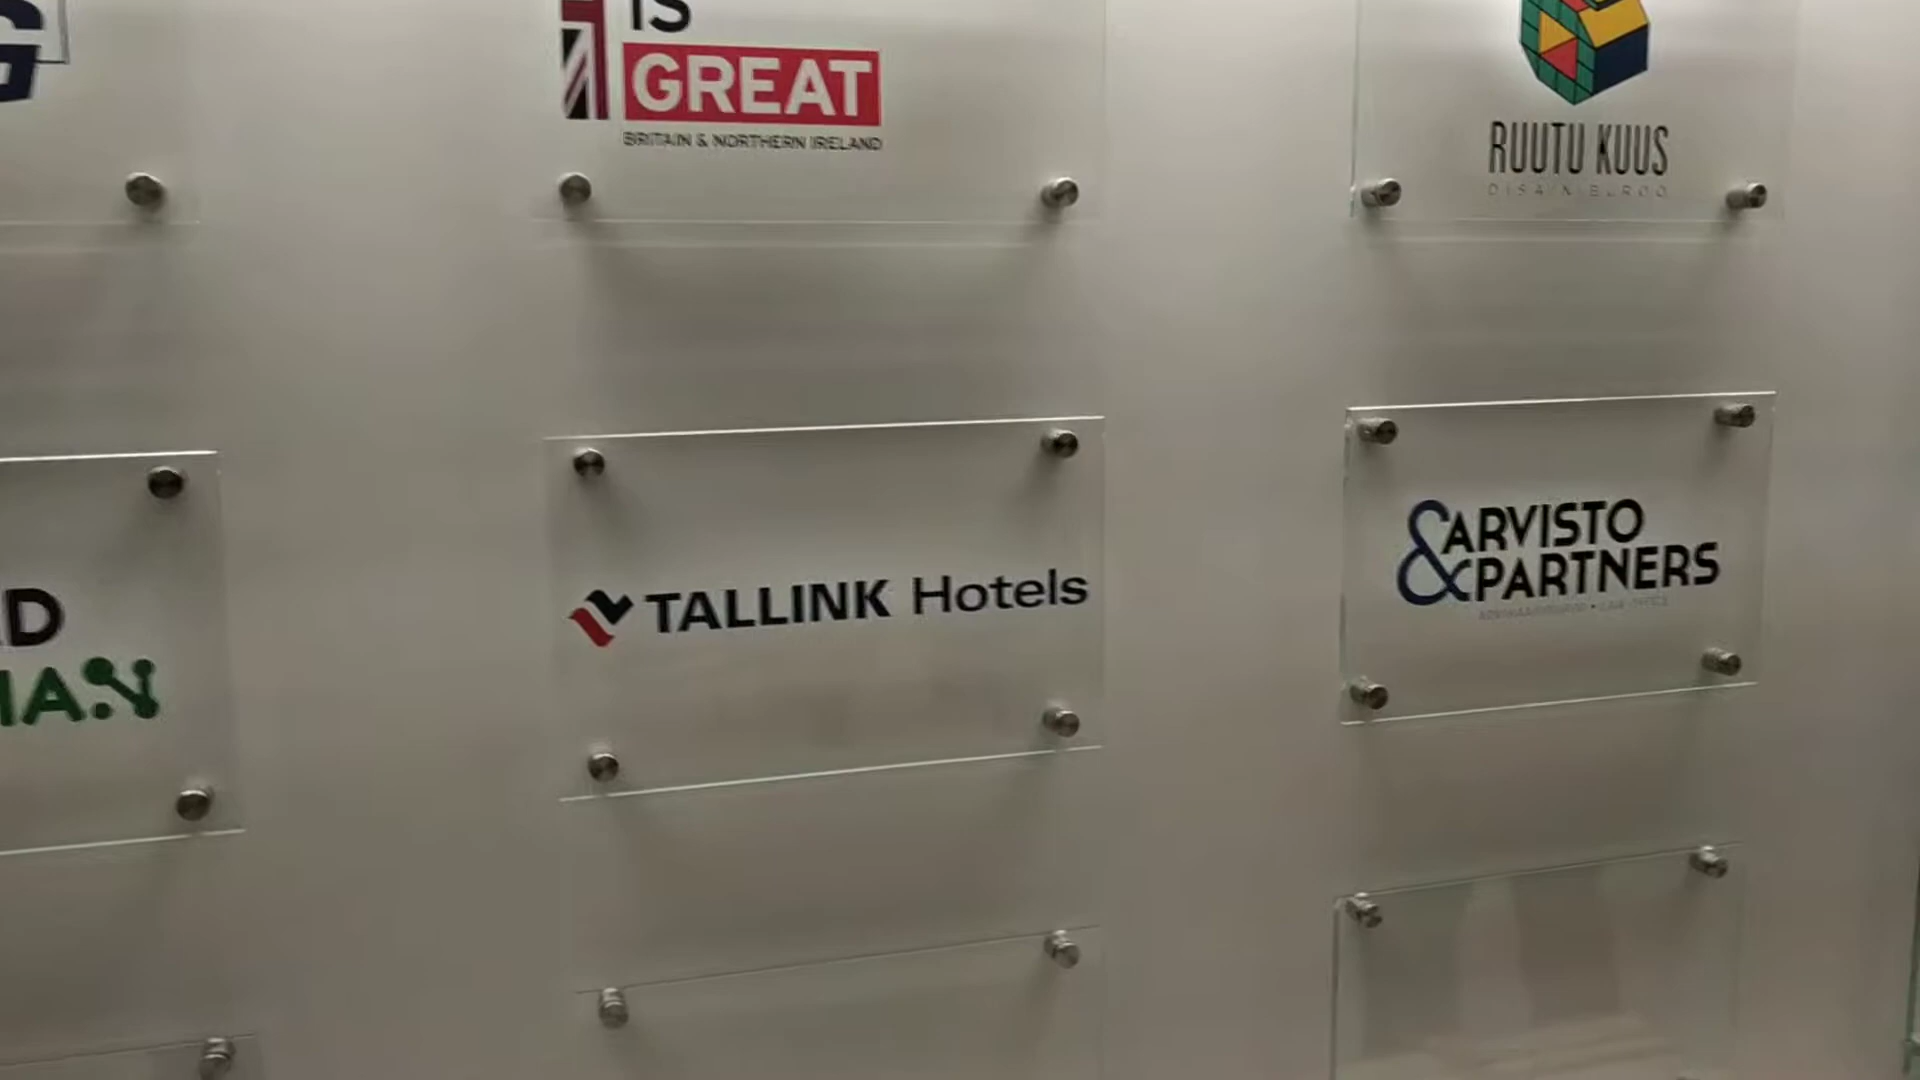 G
IS
GREAT
BRITAIN & NORTHERN IRELAND
RUUTU KUUS
DISAINIBÜROO
TALLINK Hotels
&ARVISTO
PARTNERS